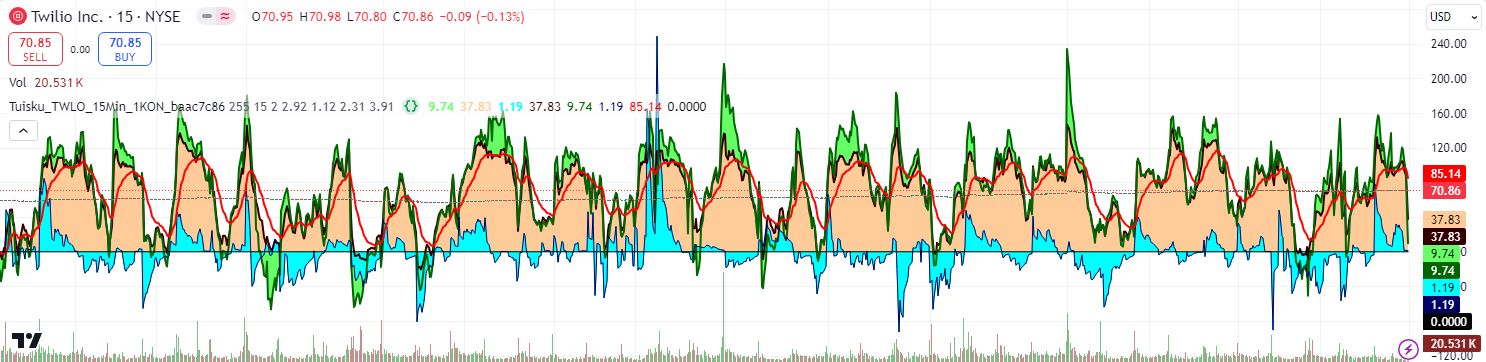 Twilio Inc. · 15 · NYSE O70.95 H70.98 L70.80 C70.86 −0.09 (−0.13%)
USD
70.85 SELL
0.00
70.85 BUY
Vol 20.531 K
Tuisku_TWLO_15Min_1KON_baac7c86 255 15 2 2.92 1.12 2.31 3.91 {} 9.74 37.83 1.19 37.83 9.74 1.19 85.14 0.0000
240.00
200.00
160.00
120.00
85.14
70.86
37.83
37.83
9.74
9.74
1.19
1.19
0.0000
20.531 K
−120.00